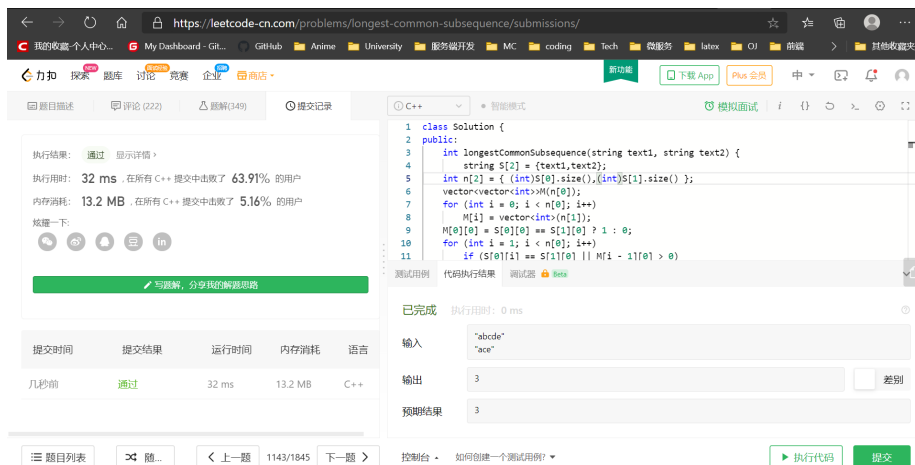 https://leetcode-cn.com/problems/longest-common-subsequence/submissions/
我的收藏-个人中心... My Dashboard - Git... GitHub Anime University 服务端开发 MC coding Tech 微服务 latex OJ 前端 其他收藏夹
力扣 探索 NEW 题库 讨论 竞赛 企业 商店 新功能 下载 App Plus 会员 中
题目描述 评论 (222) 题解(349) 提交记录 C++ 智能模式 模拟面试
执行结果: 通过 显示详情 >
执行用时: 32 ms , 在所有 C++ 提交中击败了 63.91% 的用户
内存消耗: 13.2 MB , 在所有 C++ 提交中击败了 5.16% 的用户
炫耀一下:
豆 in
写题解, 分享我的解题思路
提交时间 提交结果 运行时间 内存消耗 语言
几秒前 通过 32 ms 13.2 MB C++
题目列表 随... 上一题 1143/1845 下一题
1 class Solution {
2 public:
3 int longestCommonSubsequence(string text1, string text2) {
4 string S[2] = {text1,text2};
5 int n[2] = { (int)S[0].size(),(int)S[1].size() };
6 vector<vector<int>>M(n[0]);
7 for (int i = 0; i < n[0]; i++)
8 M[i] = vector<int>(n[1]);
9 M[0][0] = S[0][0] == S[1][0] ? 1 : 0;
10 for (int i = 1; i < n[0]; i++)
11 if (S[0][i] == S[1][0] || M[i - 1][0] > 0)
测试用例 代码执行结果 调试器 Beta
已完成 执行用时: 0 ms
输入 "abcde"
"ace"
输出 3 差别
预期结果 3
控制台 如何创建一个测试用例? 执行代码 提交